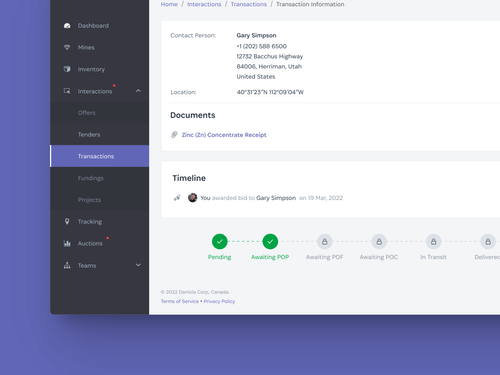 Home / Interactions / Transactions / Transaction Information
Dashboard
Mines
Inventory
Interactions
Offers
Tenders
Transactions
Fundings
Projects
Tracking
Auctions
Teams
Contact Person:
Gary Simpson
+1 (202) 588 6500
12732 Bacchus Highway
84006, Herriman, Utah
United States
Location:
40°31'23"N 112°09'04"W
Documents
Zinc (Zn) Concentrate Receipt
Timeline
You awarded bid to Gary Simpson on 19 Mar, 2022
Pending
Awaiting POP
Awaiting POF
Awaiting POC
In Transit
Delivered
© 2022 Daniola Corp, Canada.
Terms of Service • Privacy Policy